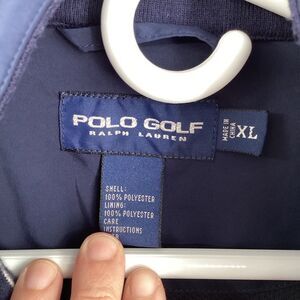 POLO GOLF
RALPH LAUREN
MADE IN
CHINA
XL
SHELL:
100% POLYESTER
LINING:
100% POLYESTER
CARE
INSTRUCTIONS